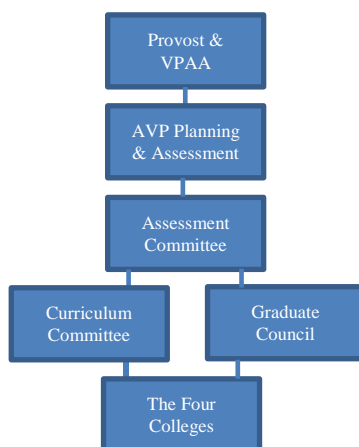 Provost &
VPAA
AVP Planning
& Assessment
Assessment
Committee
Curriculum
Committee
Graduate
Council
The Four
Colleges